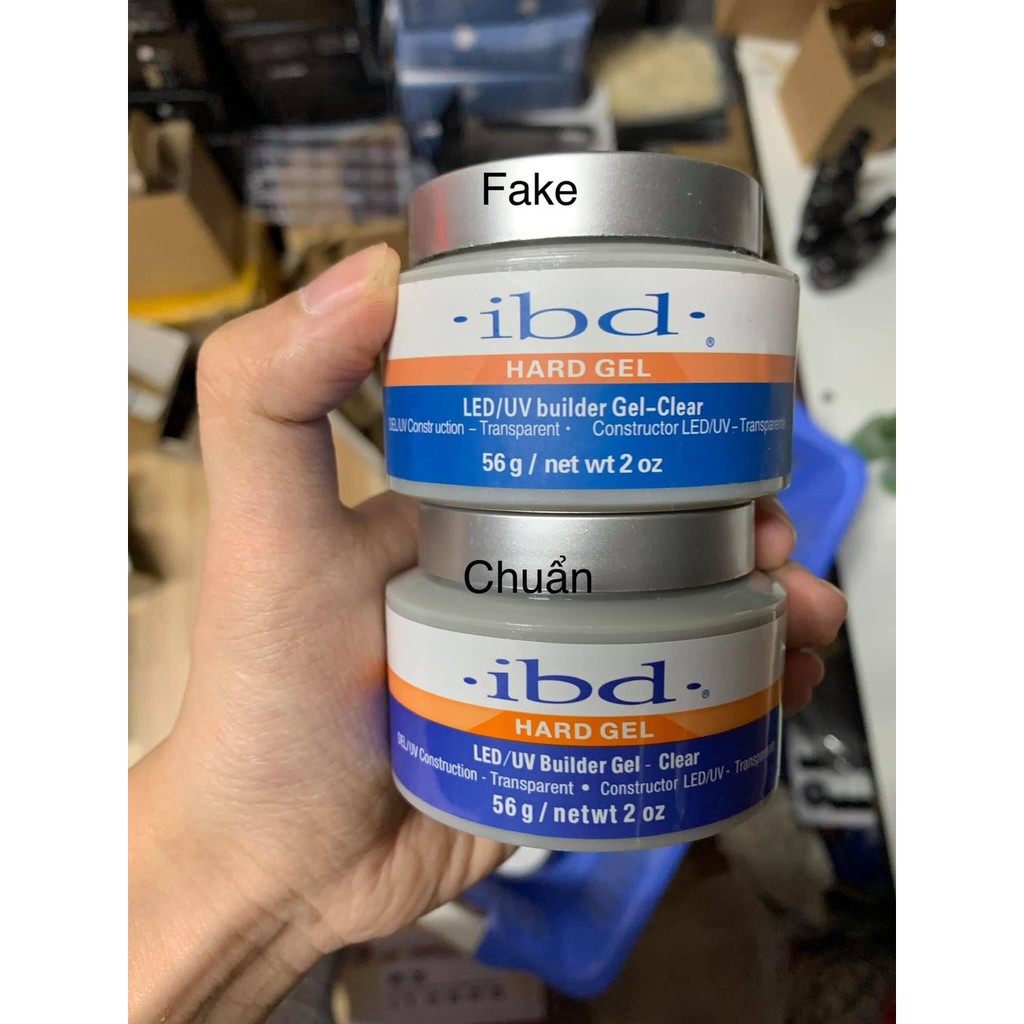 Fake
·ibd·®
HARD GEL
LED/UV builder Gel-Clear
DEL/UV Construction - Transparent • Constructor LED/UV - Transparente
56 g / net wt 2 oz
Chuẩn
·ibd·®
HARD GEL
LED/UV Builder Gel - Clear
DEL/UV Construction - Transparent • Constructor LED/UV - Transparente
56 g / netwt 2 oz